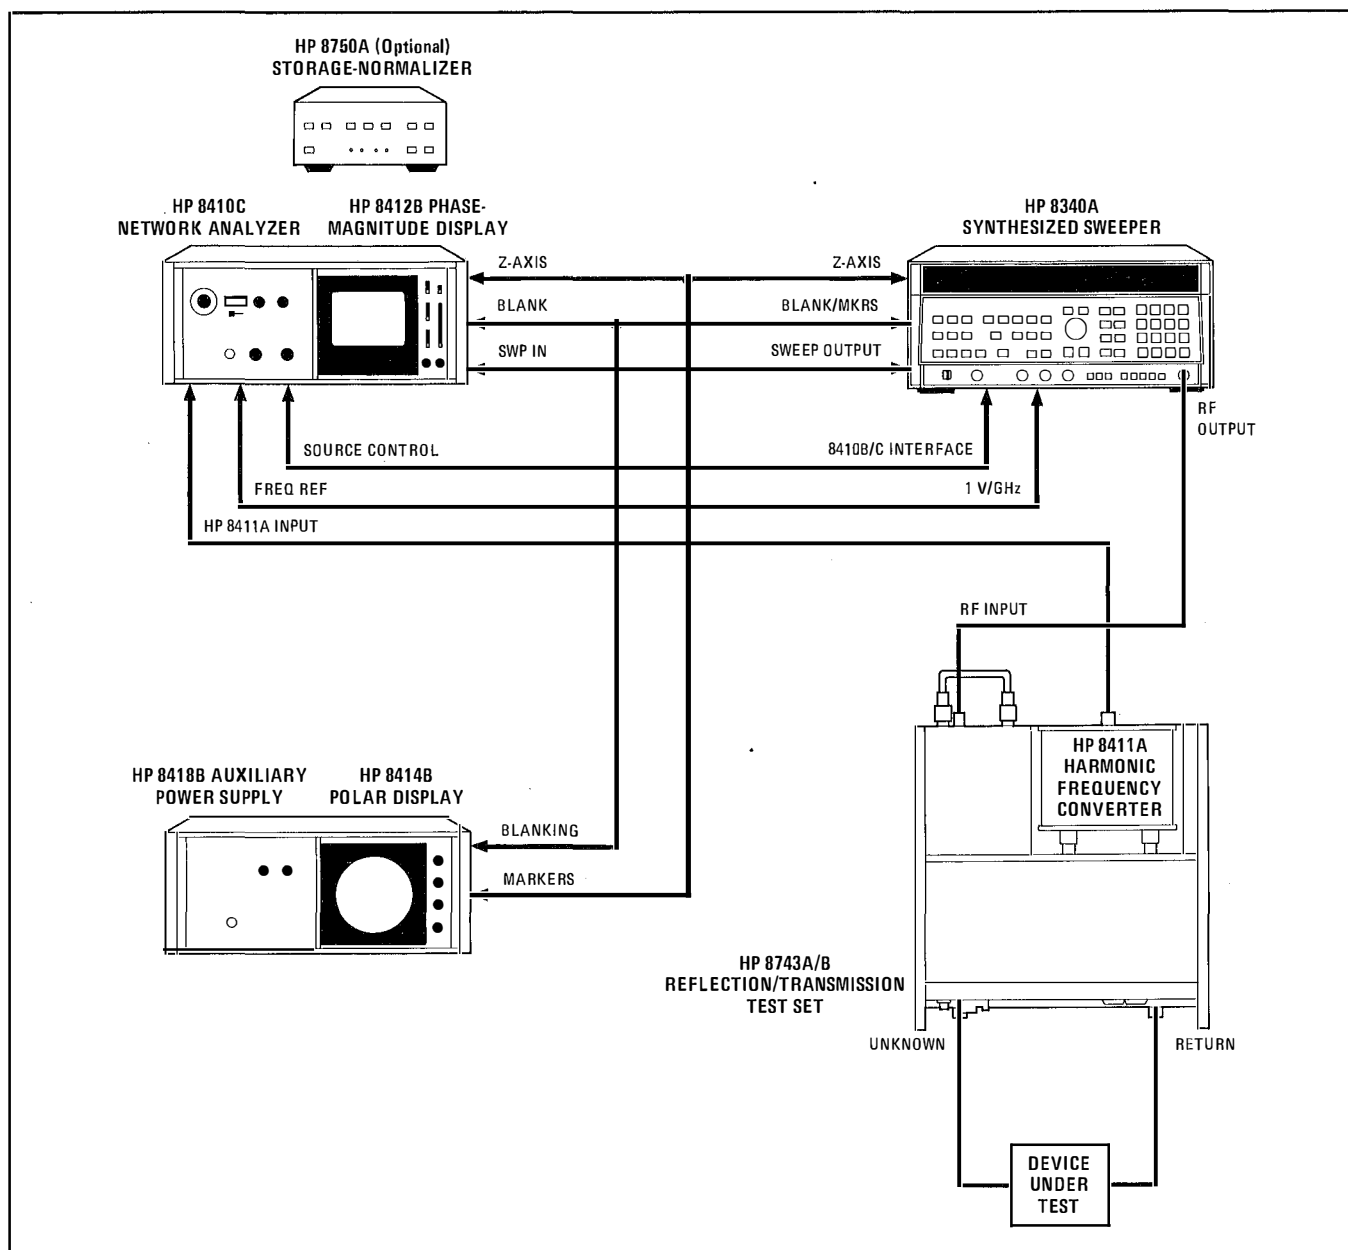 HP 8750A (Optional)
STORAGE-NORMALIZER
HP 8410C
NETWORK ANALYZER
HP 8412B PHASE-
MAGNITUDE DISPLAY
HP 8340A
SYNTHESIZED SWEEPER
Z-AXIS
Z-AXIS
BLANK
BLANK/MKRS
SWP IN
SWEEP OUTPUT
RF
OUTPUT
SOURCE CONTROL
8410B/C INTERFACE
FREQ REF
1 V/GHz
HP 8411A INPUT
RF INPUT
HP 8411A
HARMONIC
FREQUENCY
CONVERTER
HP 8418B AUXILIARY
POWER SUPPLY
HP 8414B
POLAR DISPLAY
BLANKING
MARKERS
HP 8743A/B
REFLECTION/TRANSMISSION
TEST SET
UNKNOWN
RETURN
DEVICE
UNDER
TEST